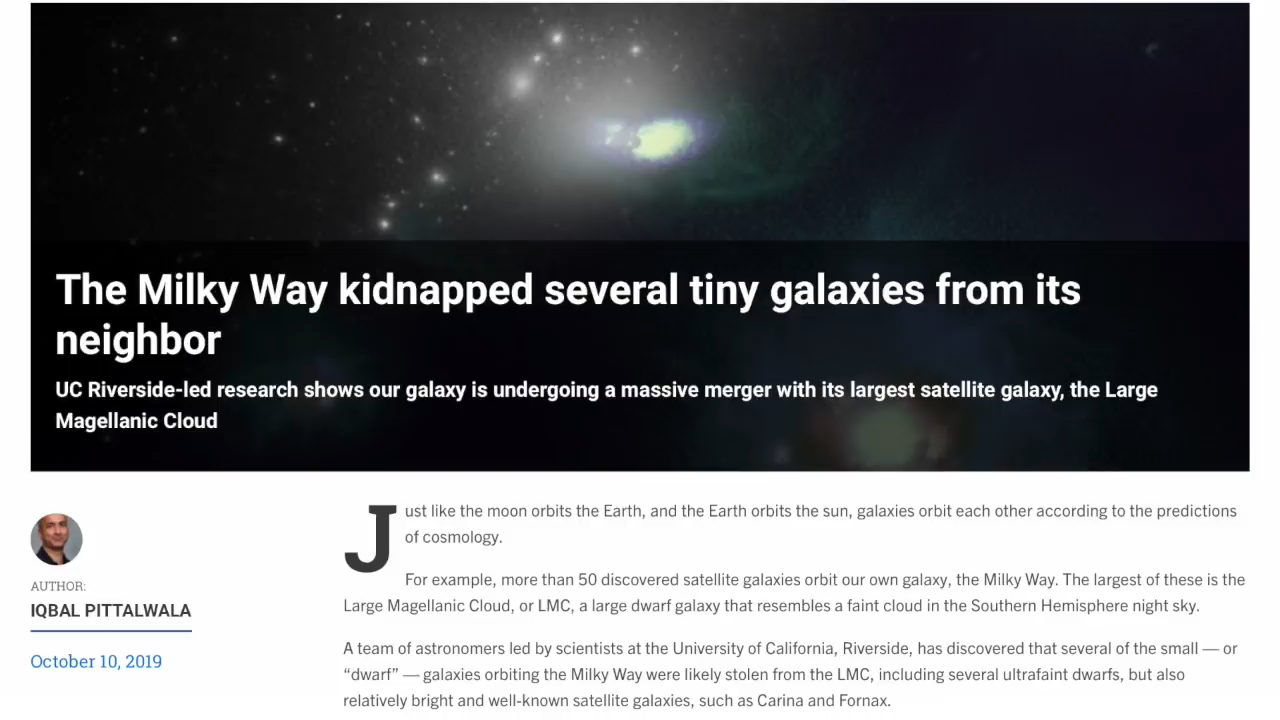 The Milky Way kidnapped several tiny galaxies from its
neighbor
UC Riverside-led research shows our galaxy is undergoing a massive merger with its largest satellite galaxy, the Large
Magellanic Cloud
AUTHOR:
IQBAL PITTALWALA
October 10, 2019
Just like the moon orbits the Earth, and the Earth orbits the sun, galaxies orbit each other according to the predictions
of cosmology.
For example, more than 50 discovered satellite galaxies orbit our own galaxy, the Milky Way. The largest of these is the
Large Magellanic Cloud, or LMC, a large dwarf galaxy that resembles a faint cloud in the Southern Hemisphere night sky.
A team of astronomers led by scientists at the University of California, Riverside, has discovered that several of the small — or
“dwarf” — galaxies orbiting the Milky Way were likely stolen from the LMC, including several ultrafaint dwarfs, but also
relatively bright and well-known satellite galaxies, such as Carina and Fornax.